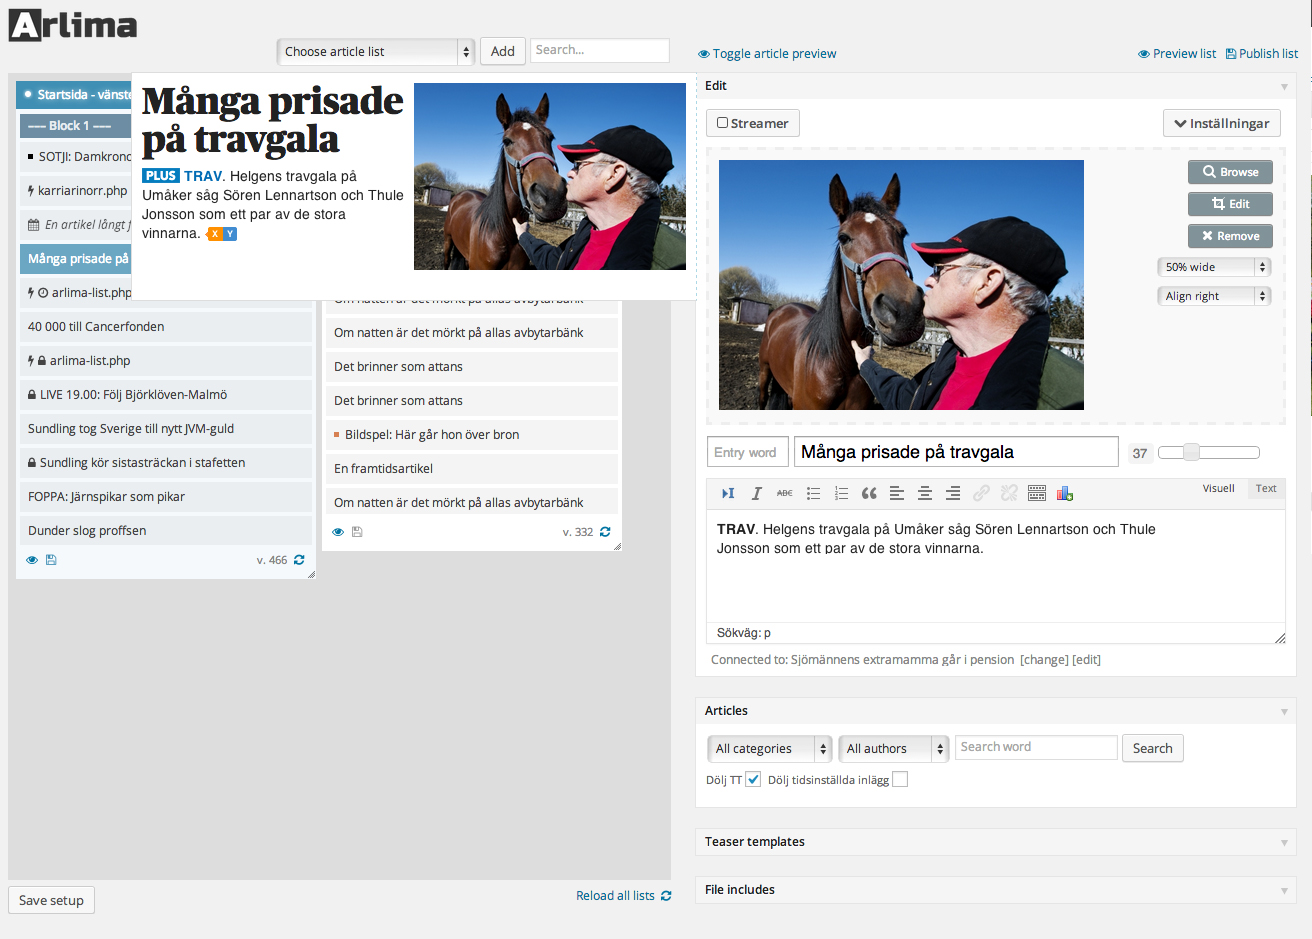 Arlima
Choose article list
Add
Search...
Toggle article preview
Preview list
Publish list
Startsida - vänste
--- Block 1 ---
SOTJI: Damkrono
karriarinorr.php
En artikel långt f
Många prisade på
arlima-list.php
40 000 till Cancerfonden
arlima-list.php
LIVE 19.00: Följ Björklöven-Malmö
Sundling tog Sverige till nytt JVM-guld
Sundling kör sistasträckan i stafetten
FOPPA: Järnspikar som pikar
Dunder slog proffsen
v. 466
Många prisade
på travgala
PLUS TRAV. Helgens travgala på
Umåker såg Sören Lennartson och Thule
Jonsson som ett par av de stora
vinnarna. X Y
Om natten är det mörkt på allas avbytarbänk
Om natten är det mörkt på allas avbytarbänk
Det brinner som attans
Det brinner som attans
Bildspel: Här går hon över bron
En framtidsartikel
Om natten är det mörkt på allas avbytarbänk
v. 332
Save setup
Reload all lists
Edit
Streamer
Inställningar
Browse
Edit
Remove
50% wide
Align right
Entry word
Många prisade på travgala
37
ABC
Visuell
Text
TRAV. Helgens travgala på Umåker såg Sören Lennartson och Thule
Jonsson som ett par av de stora vinnarna.
Sökväg: p
Connected to: Sjömännens extramamma går i pension [change] [edit]
Articles
All categories
All authors
Search word
Search
Dölj TT
Dölj tidsinställda inlägg
Teaser templates
File includes